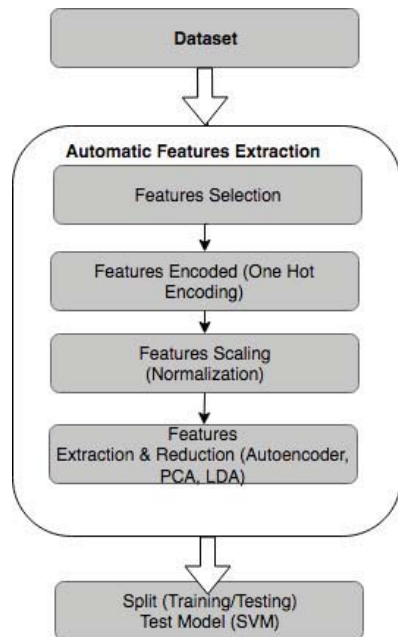 Dataset
Automatic Features Extraction
Features Selection
Features Encoded (One Hot
Encoding)
Features Scaling
(Normalization)
Features
Extraction & Reduction (Autoencoder,
PCA, LDA)
Split (Training/Testing)
Test Model (SVM)